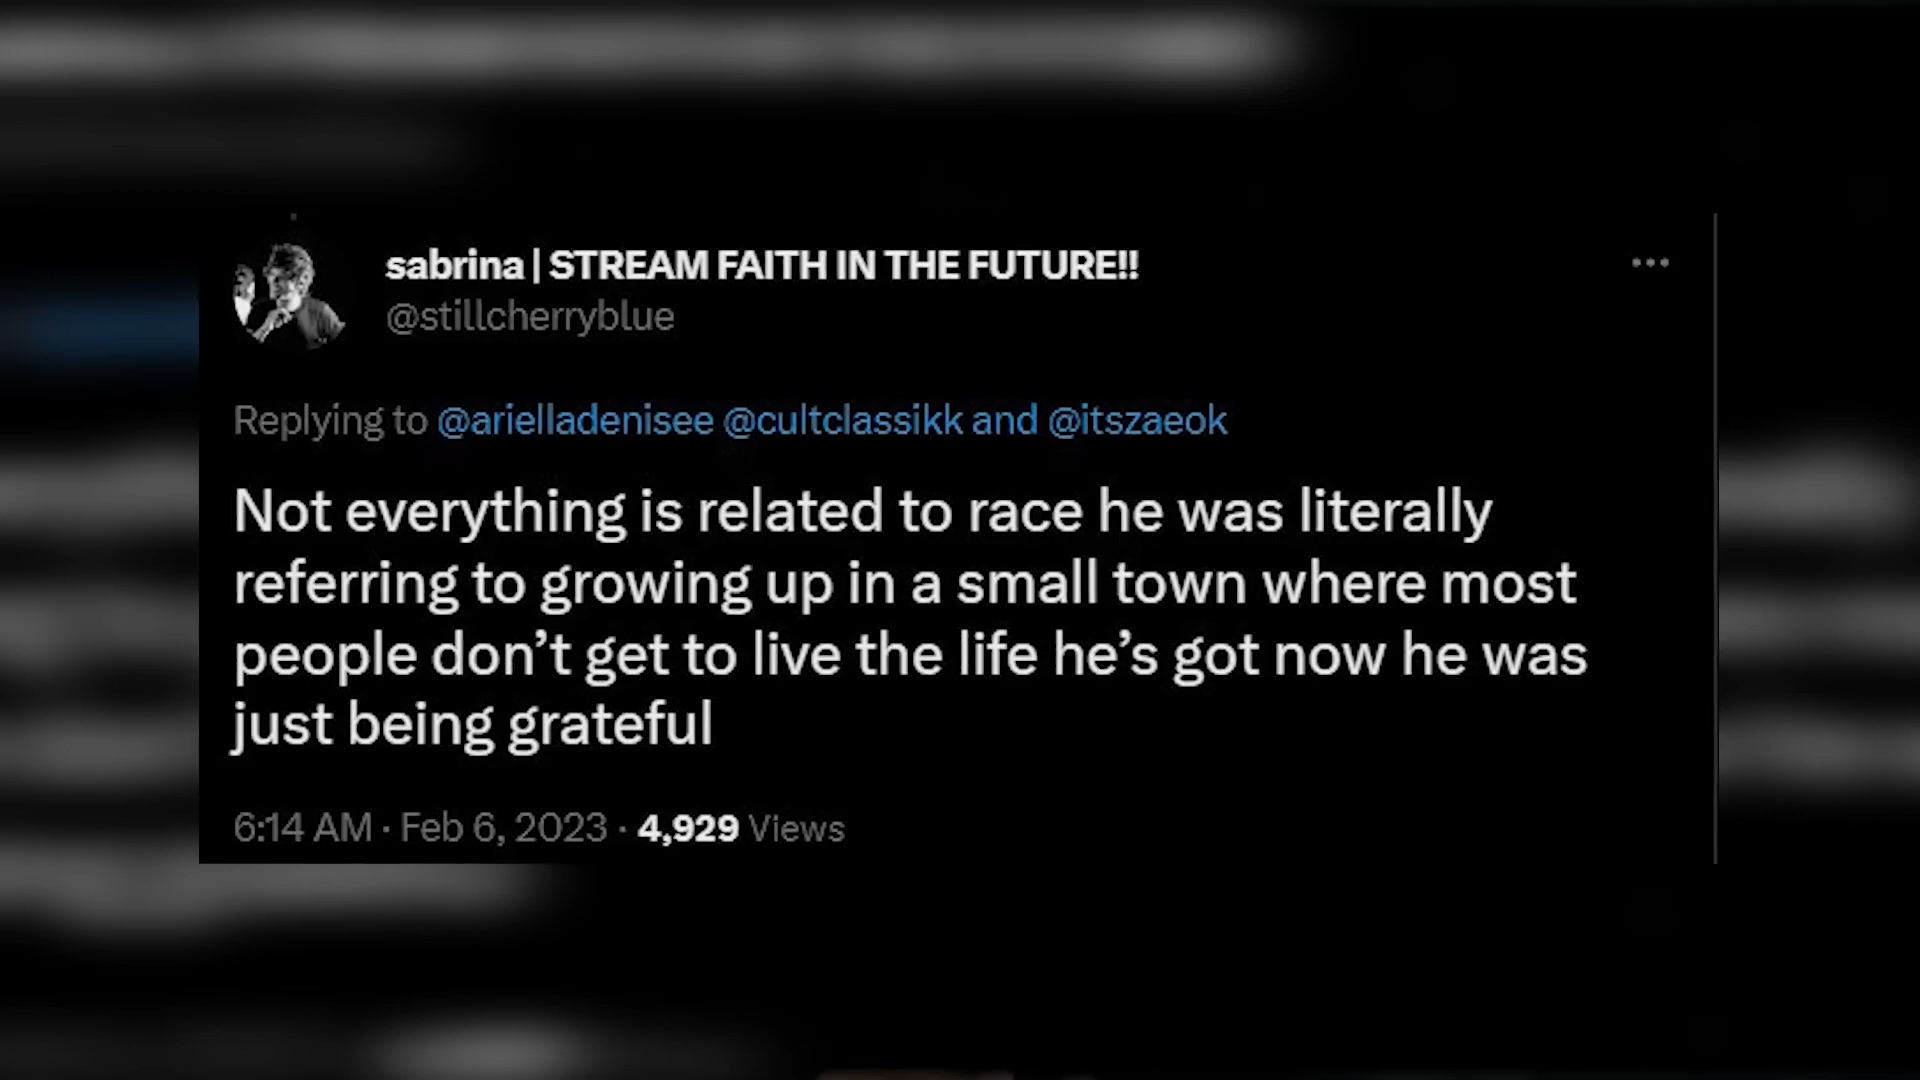 sabrina | STREAM FAITH IN THE FUTURE!!
@stillcherryblue
Replying to @arielladenisee @cultclassikk and @itszaeok
Not everything is related to race he was literally
referring to growing up in a small town where most
people don’t get to live the life he’s got now he was
just being grateful
6:14 AM · Feb 6, 2023 · 4,929 Views